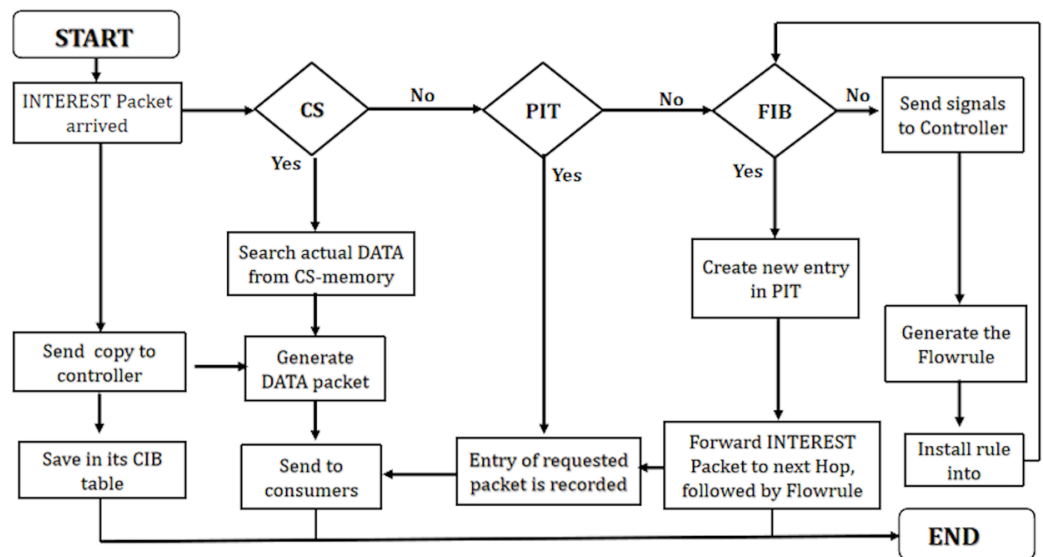 START
INTEREST Packet
arrived
CS
No
PIT
No
FIB
No
Send signals
to Controller
Yes
Yes
Yes
Search actual DATA
from CS-memory
Create new entry
in PIT
Send copy to
controller
Generate
DATA packet
Generate the
Flowrule
Save in its CIB
table
Send to
consumers
Entry of requested
packet is recorded
Forward INTEREST
Packet to next Hop,
followed by Flowrule
Install rule
into
END